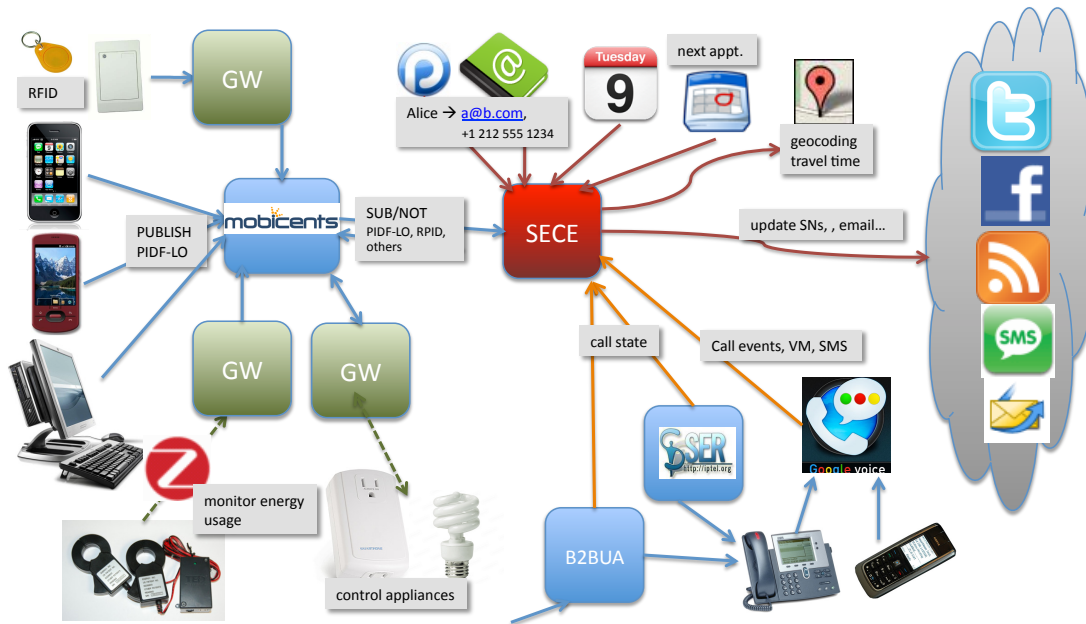 RFID
GW
Alice → a@b.com,
+1 212 555 1234
Tuesday
9
next appt.
geocoding
travel time
mobicents
PUBLISH
PIDF-LO
SUB/NOT
PIDF-LO, RPID,
others
SECE
update SNs, , email...
SMS
GW
GW
call state
Call events, VM, SMS
SER
http://iptel.org
Google voice
monitor energy
usage
B2BUA
control appliances